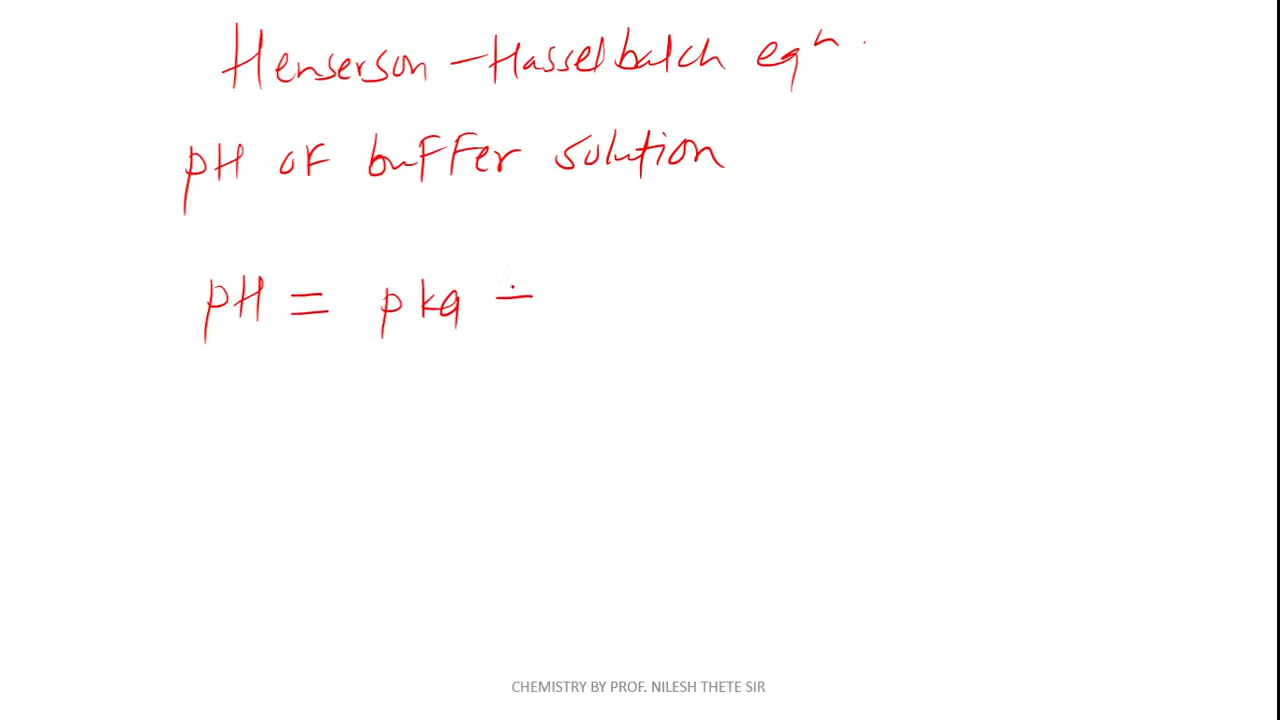 Henserson - Hasselbalch eqn.
pH of buffer solution
pH = pka -
CHEMISTRY BY PROF. NILESH THETE SIR